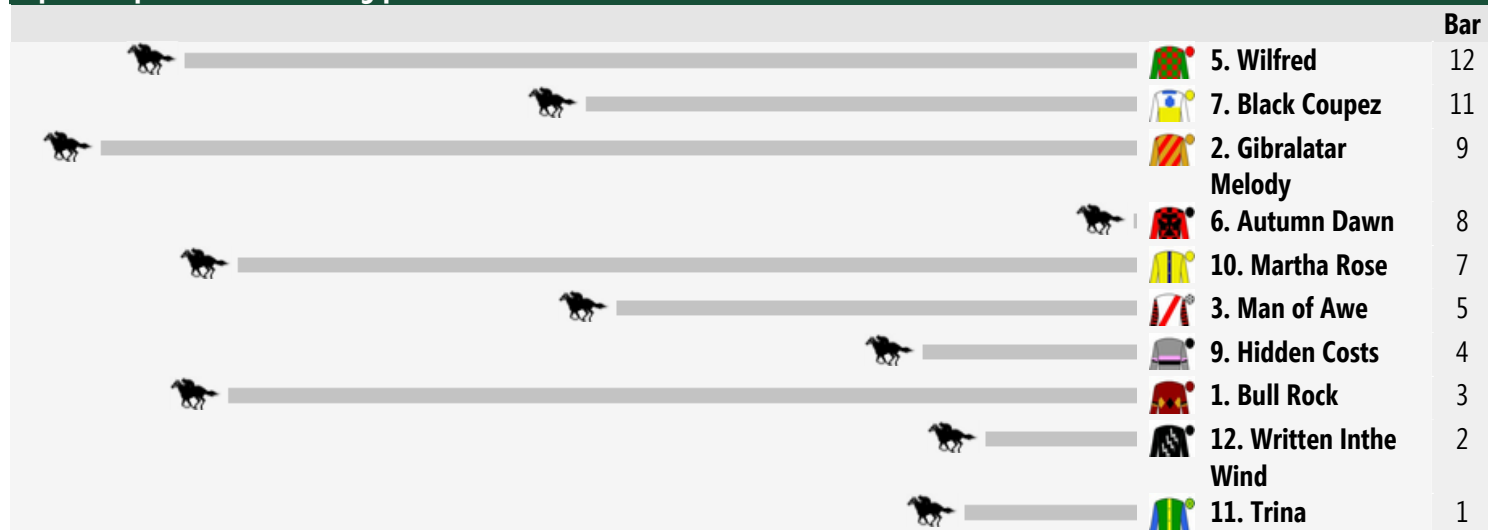 Bar
5. Wilfred 12
7. Black Coupez 11
2. Gibralatar 9
Melody
6. Autumn Dawn 8
10. Martha Rose 7
3. Man of Awe 5
9. Hidden Costs 4
1. Bull Rock 3
12. Written Inthe 2
Wind
11. Trina 1